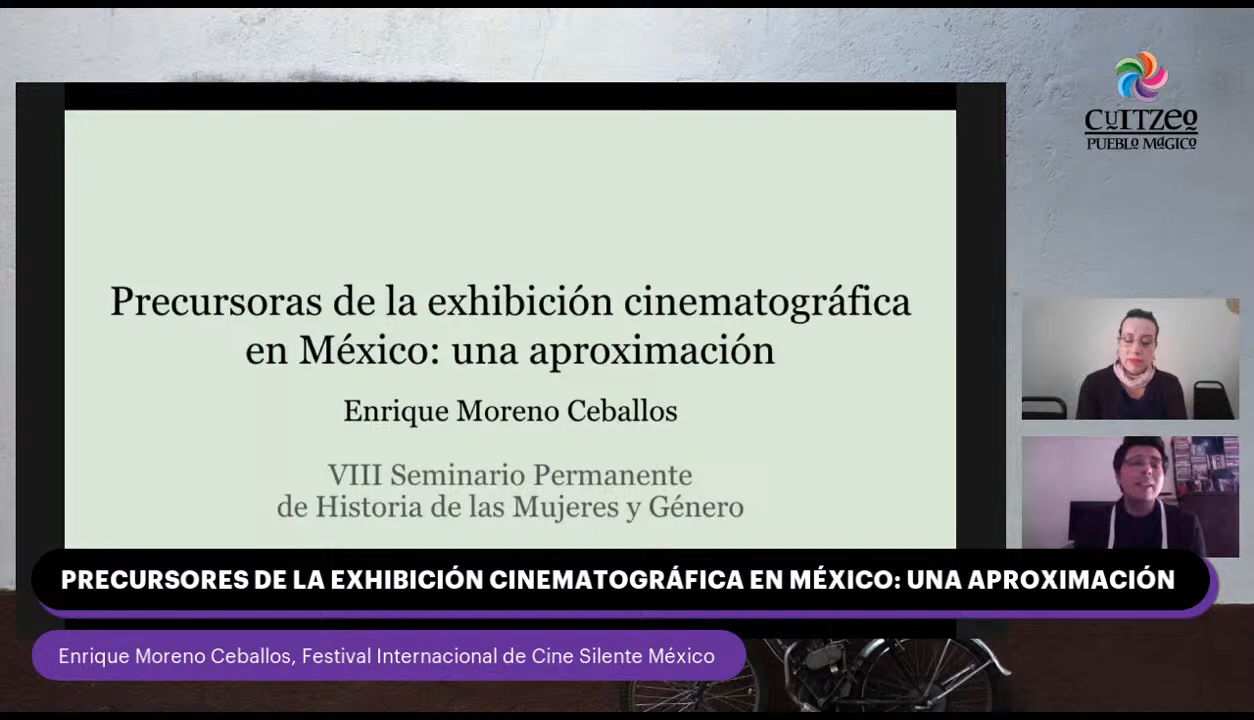 CUITZEO
PUEBLO MáGICO
Precursoras de la exhibición cinematográfica
en México: una aproximación
Enrique Moreno Ceballos
VIII Seminario Permanente
de Historia de las Mujeres y Género
PRECURSORES DE LA EXHIBICIÓN CINEMATOGRÁFICA EN MÉXICO: UNA APROXIMACIÓN
Enrique Moreno Ceballos, Festival Internacional de Cine Silente México